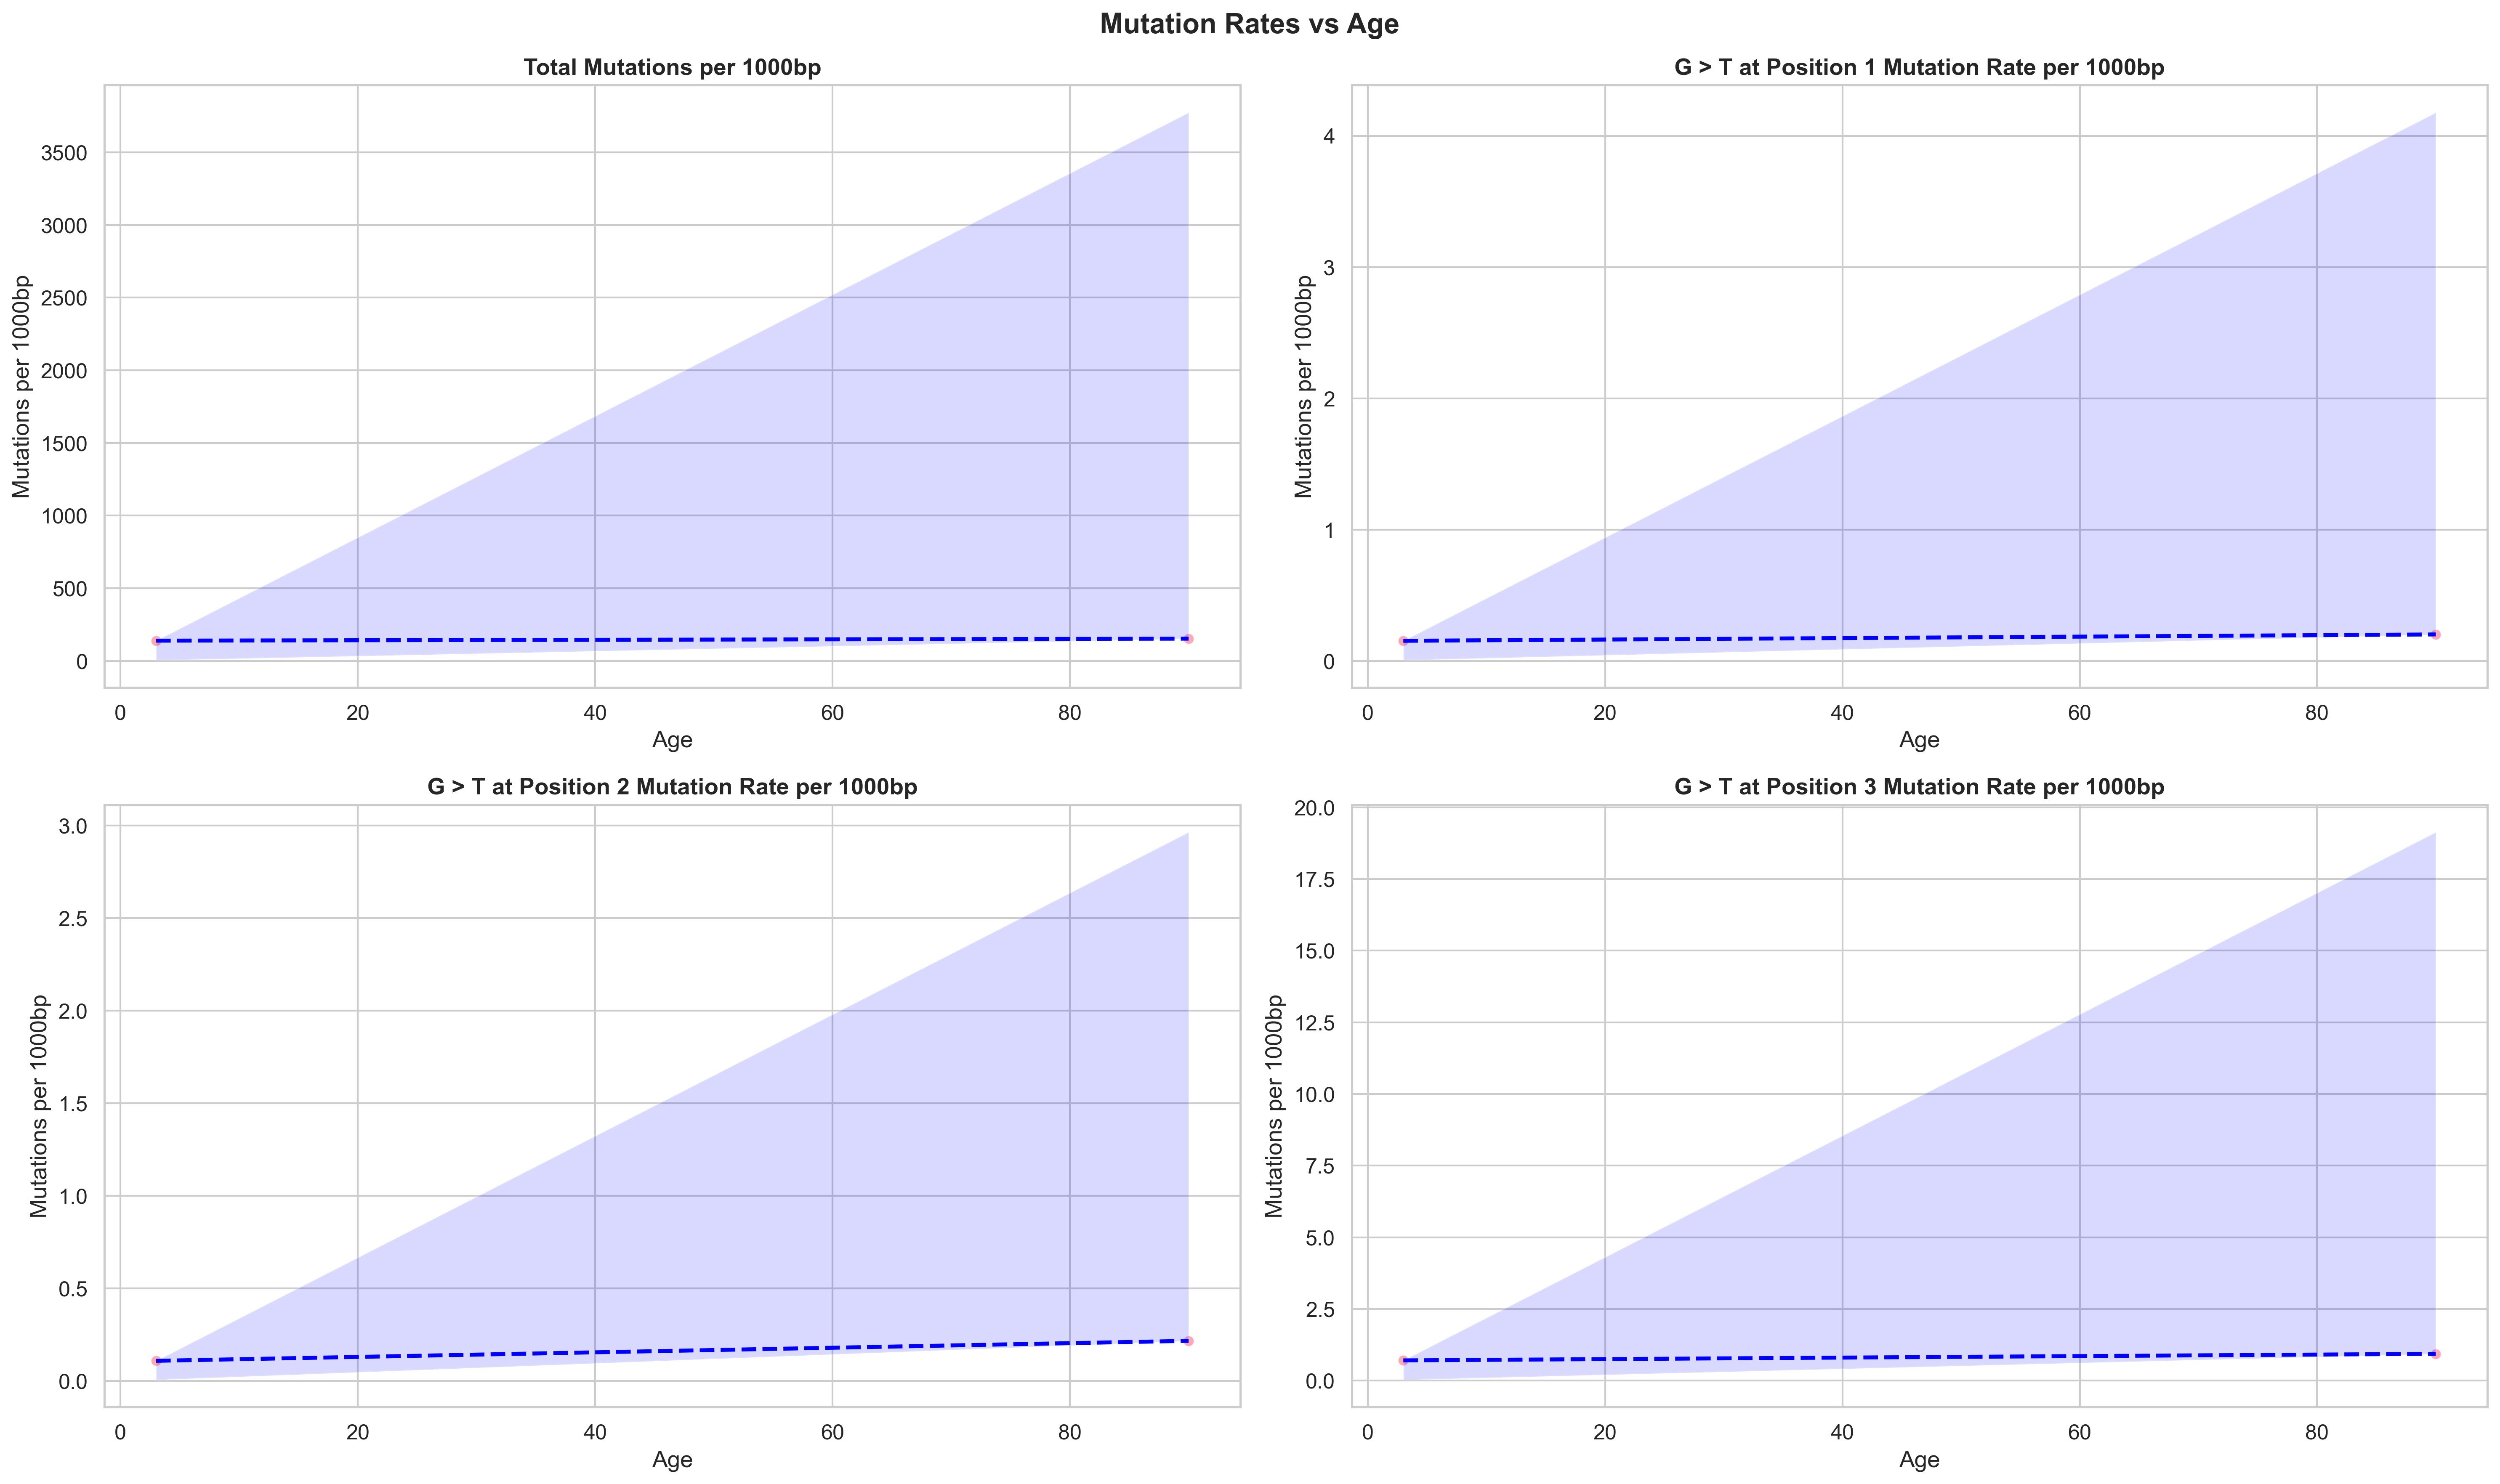 Mutation Rates vs Age
Total Mutations per 1000bp
Mutations per 1000bp
3500
3000
2500
2000
1500
1000
500
0
0 20 40 60 80
Age
G > T at Position 1 Mutation Rate per 1000bp
Mutations per 1000bp
4
3
2
1
0
0 20 40 60 80
Age
G > T at Position 2 Mutation Rate per 1000bp
Mutations per 1000bp
3.0
2.5
2.0
1.5
1.0
0.5
0.0
0 20 40 60 80
Age
G > T at Position 3 Mutation Rate per 1000bp
Mutations per 1000bp
20.0
17.5
15.0
12.5
10.0
7.5
5.0
2.5
0.0
0 20 40 60 80
Age